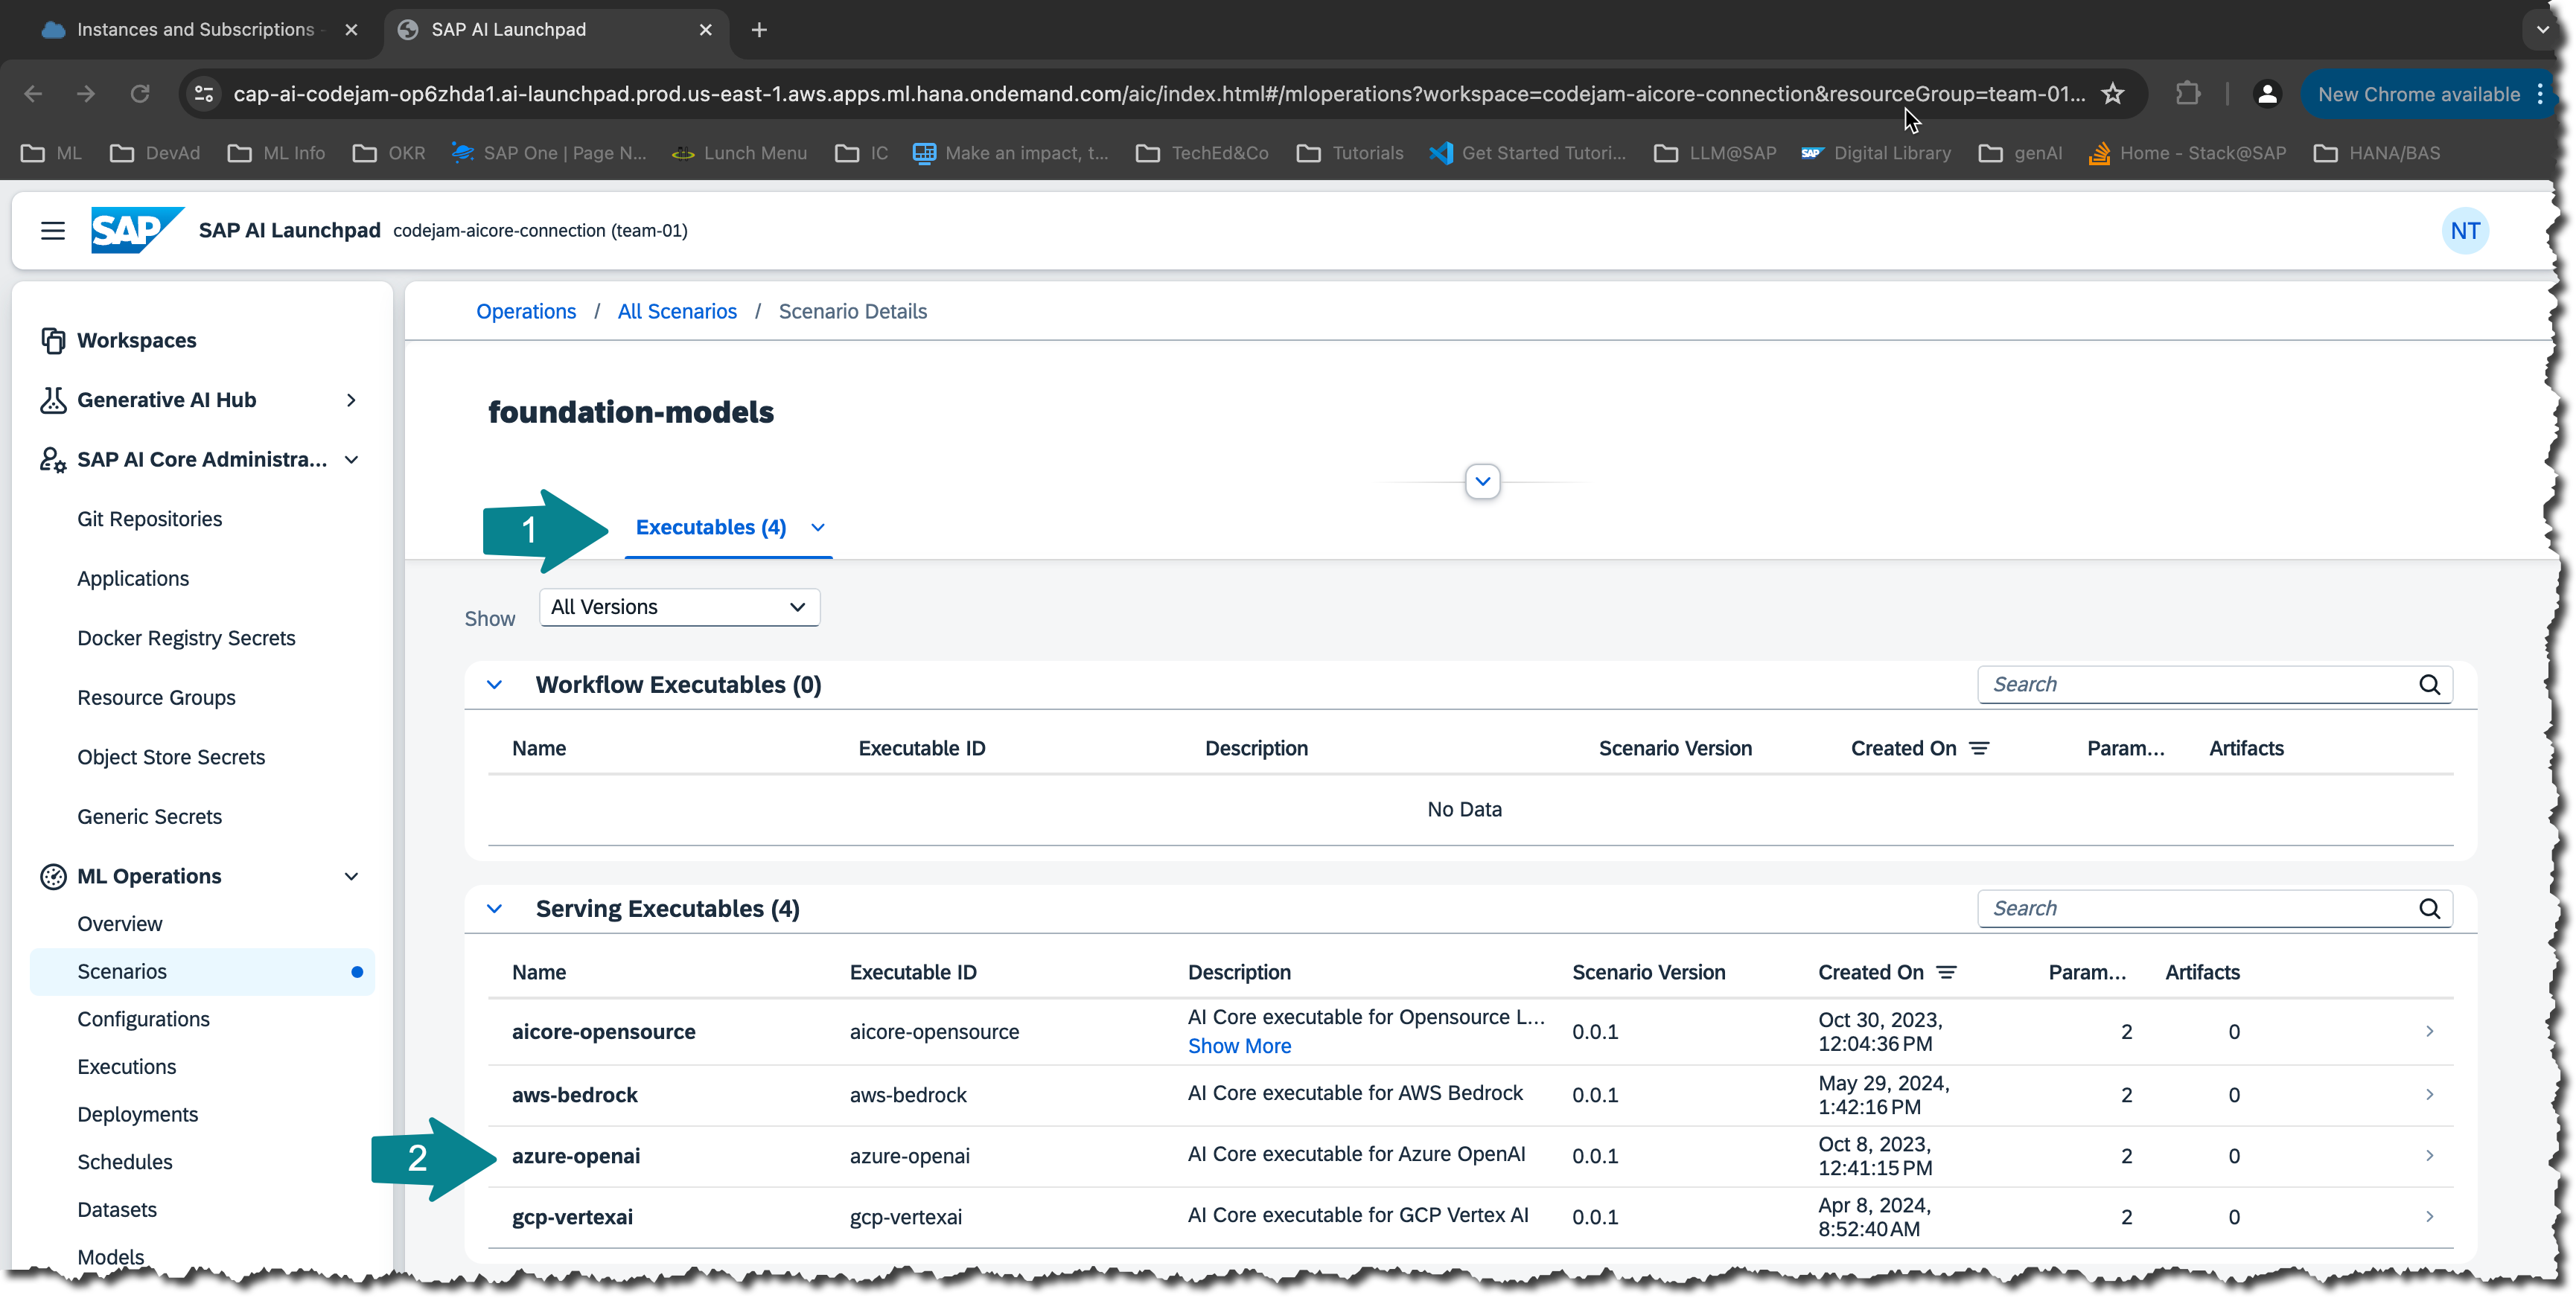 Instances and Subscriptions -
SAP AI Launchpad
cap-ai-codejam-op6zhda1.ai-launchpad.prod.us-east-1.aws.apps.ml.hana.ondemand.com/aic/index.html#/mloperations?workspace=codejam-aicore-connection&resourceGroup=team-01...
New Chrome available
ML
DevAd
ML Info
OKR
SAP One | Page N...
Lunch Menu
IC
Make an impact, t...
TechEd&Co
Tutorials
Get Started Tutori...
LLM@SAP
SAP
Digital Library
genAI
Home - Stack@SAP
HANA/BAS
SAP
SAP AI Launchpad codejam-aicore-connection (team-01)
NT
Workspaces
Generative AI Hub
SAP AI Core Administra...
Git Repositories
Applications
Docker Registry Secrets
Resource Groups
Object Store Secrets
Generic Secrets
ML Operations
Overview
Scenarios
Configurations
Executions
Deployments
Schedules
Datasets
Models
Operations / All Scenarios / Scenario Details
foundation-models
1
Executables (4)
Show
All Versions
Workflow Executables (0)
Search
Name Executable ID Description Scenario Version Created On Param... Artifacts
No Data
Serving Executables (4)
Search
Name Executable ID Description Scenario Version Created On Param... Artifacts
aicore-opensource aicore-opensource AI Core executable for Opensource L... 0.0.1 Oct 30, 2023, 2 0
Show More 12:04:36 PM
aws-bedrock aws-bedrock AI Core executable for AWS Bedrock 0.0.1 May 29, 2024, 2 0
1:42:16 PM
2
azure-openai azure-openai AI Core executable for Azure OpenAI 0.0.1 Oct 8, 2023, 2 0
12:41:15 PM
gcp-vertexai gcp-vertexai AI Core executable for GCP Vertex AI 0.0.1 Apr 8, 2024, 2 0
8:52:40 AM